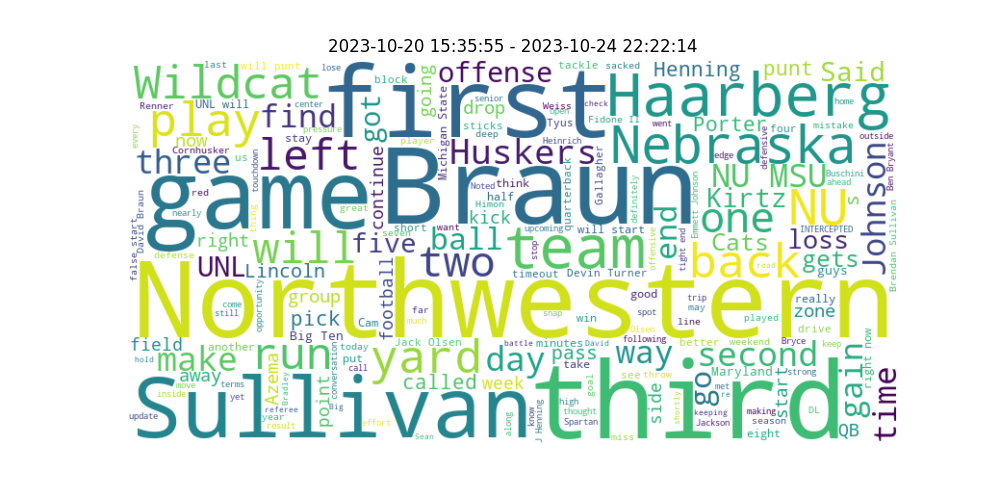 2023-10-20 15:35:55 - 2023-10-24 22:22:14
Wildcat
last
will punt
lose
first
block
going
offense
tackle
sacked
Henning
punt
Said
Haarberg
home
Renner
UNL will
center
play
find
got
drop
senior
Weiss
open
check
Fidone II
Michigan State
Tyus
sticks
deep
went
Porter
four
mistake
every
now
stay
pressure
player
Heinrich
Nebraska
defensive
outside
Cornhusker
three
us
left
continue
Huskers
edge
NU MSU
Buschini
ahead
Ben Bryant
Johnson
game
red
touchdown
Braun
Noted
think
half
quarterback
Gallagher
definitely
Emmett Johnson
Kirtz
NU
s
nearly
great
Himon
kick
upcoming
will start
one
INTERCEPTED
false start
David Braun
thing
short
want
seven
right
will
five
ball
stop
team
offensive
end
tight end
Cats
loss
Brendan Sullivan
defense
UNL
Lincoln
two
timeout
Devin Turner
back
road
gets
guys
Northwestern
come
still
opportunity
group
football
far
much
good
trip
may
really
zone
pick
Cam
snap
win
spot
line
played
Big Ten
Olsen
drive
field
another
today
Jack Olsen
battle
minutes
David
following
better
weekend
Bryce
keep
hold
make
run
put
call
yard
day
pass
take
way
second
right now
away
move
inside
terms
yet
Azema
Bradley
conversation
called
week
goal
see
throw
Maryland
strong
go
start
gain
time
Sullivan
third
point
Big
high
thought
Spartan
side
shortly
met
re
keeping
Jackson
making
season
DL
update
referee
year
result
effort
Sean
along
know
J Henning
miss
eight
QB